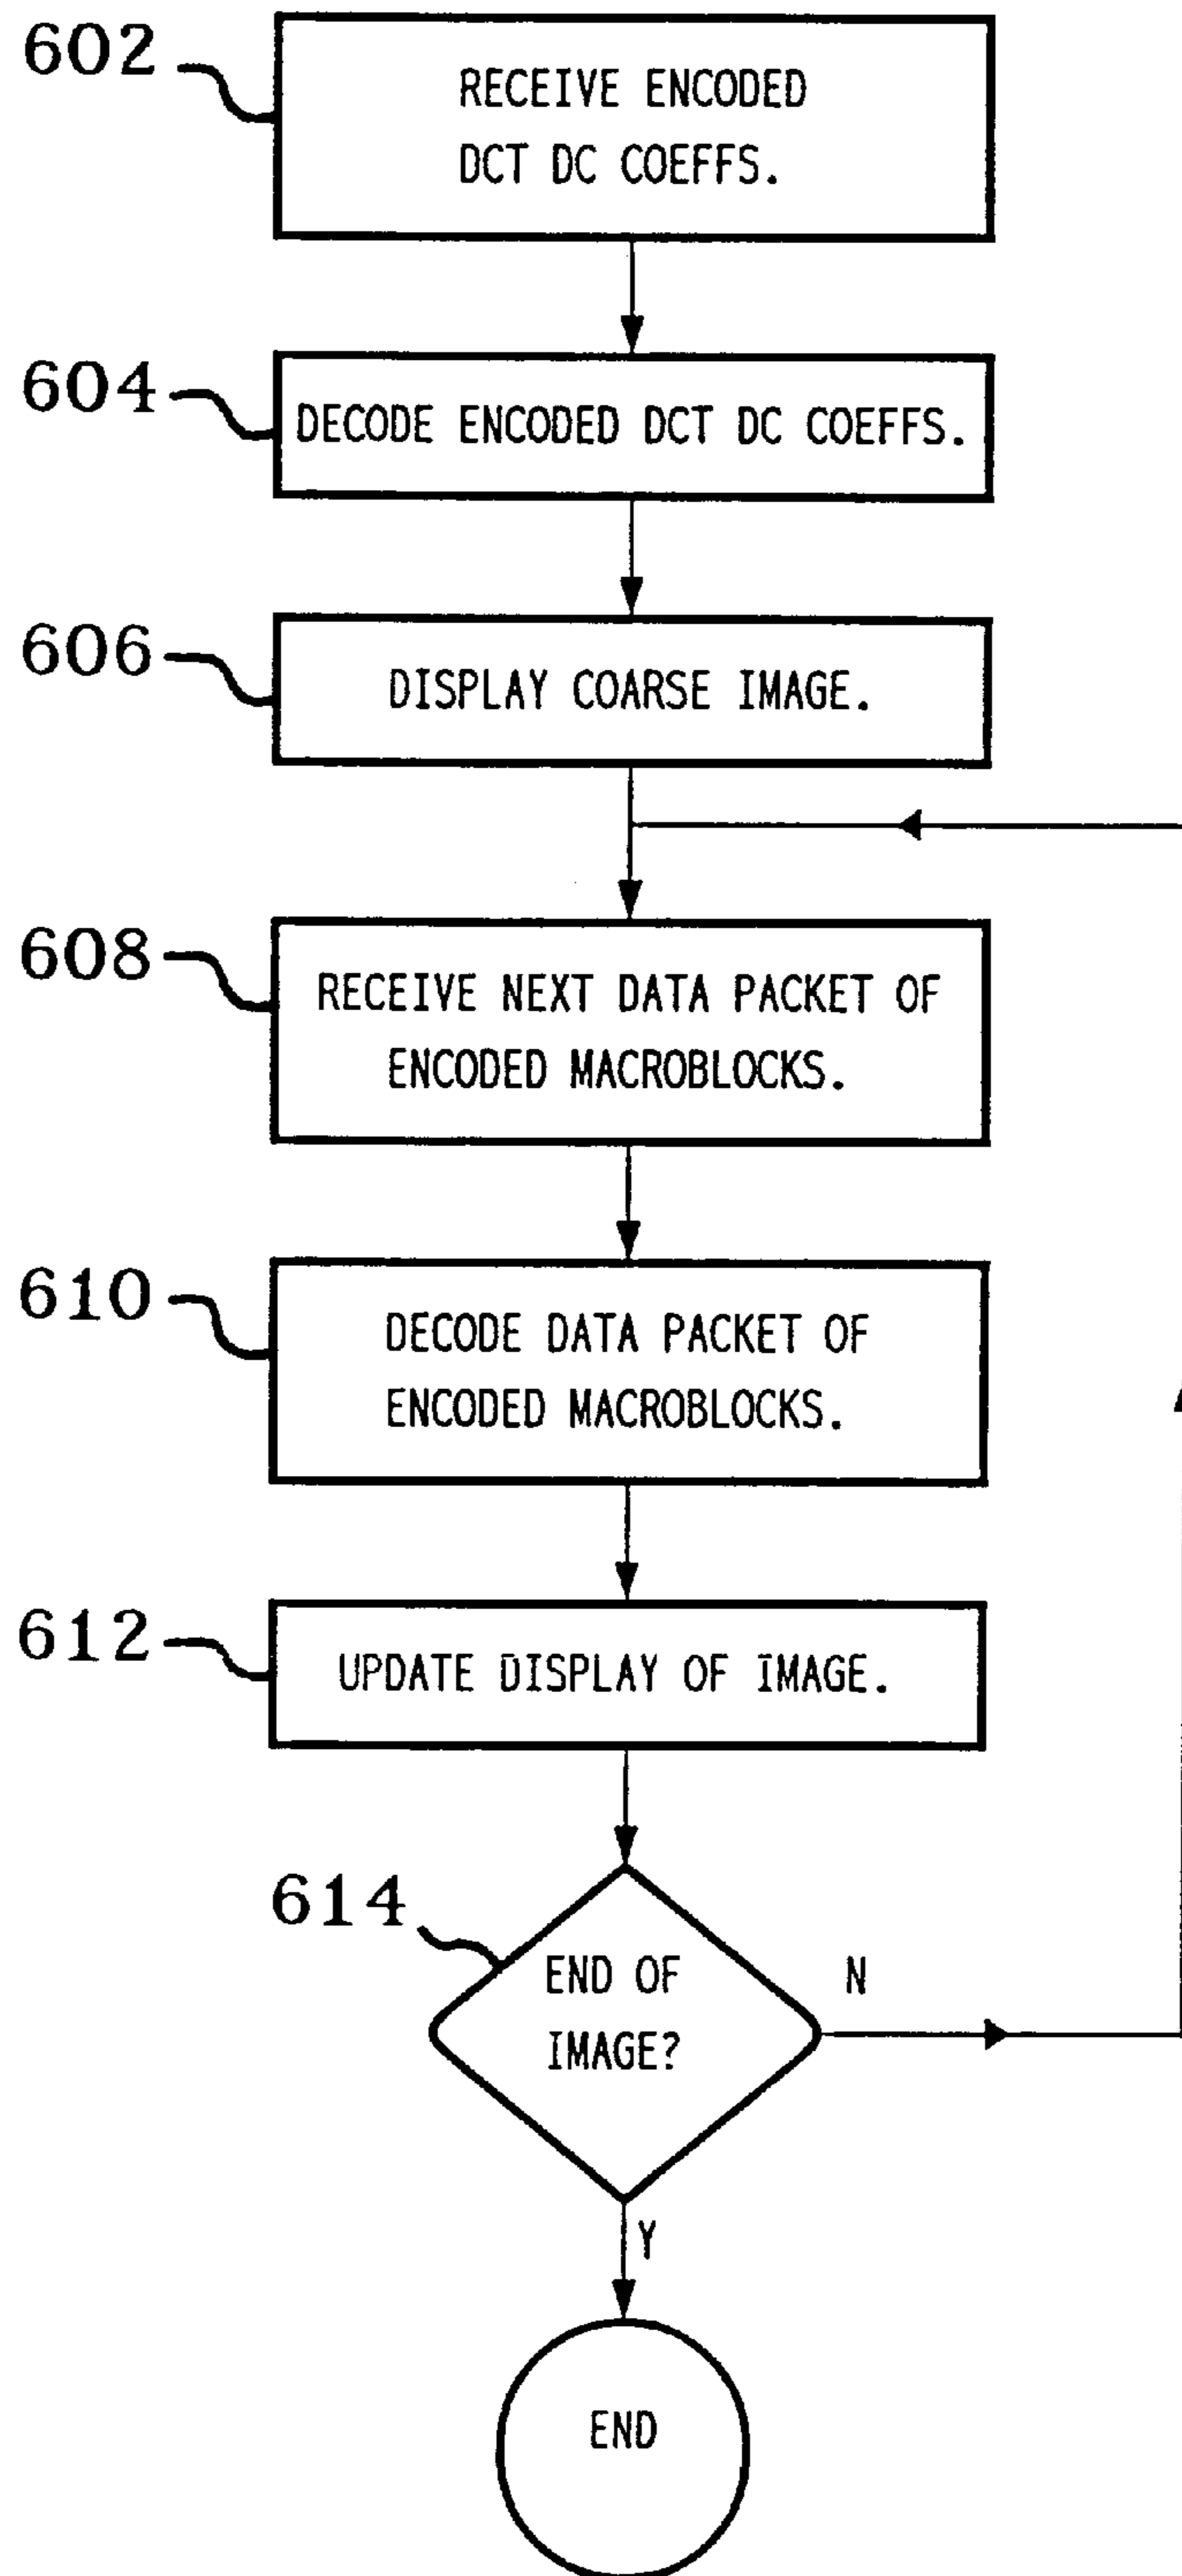 602
RECEIVE ENCODED
DCT DC COEFFS.
604
DECODE ENCODED DCT DC COEFFS.
606
DISPLAY COARSE IMAGE.
608
RECEIVE NEXT DATA PACKET OF
ENCODED MACROBLOCKS.
610
DECODE DATA PACKET OF
ENCODED MACROBLOCKS.
612
UPDATE DISPLAY OF IMAGE.
614
END OF
IMAGE?
N
Y
END